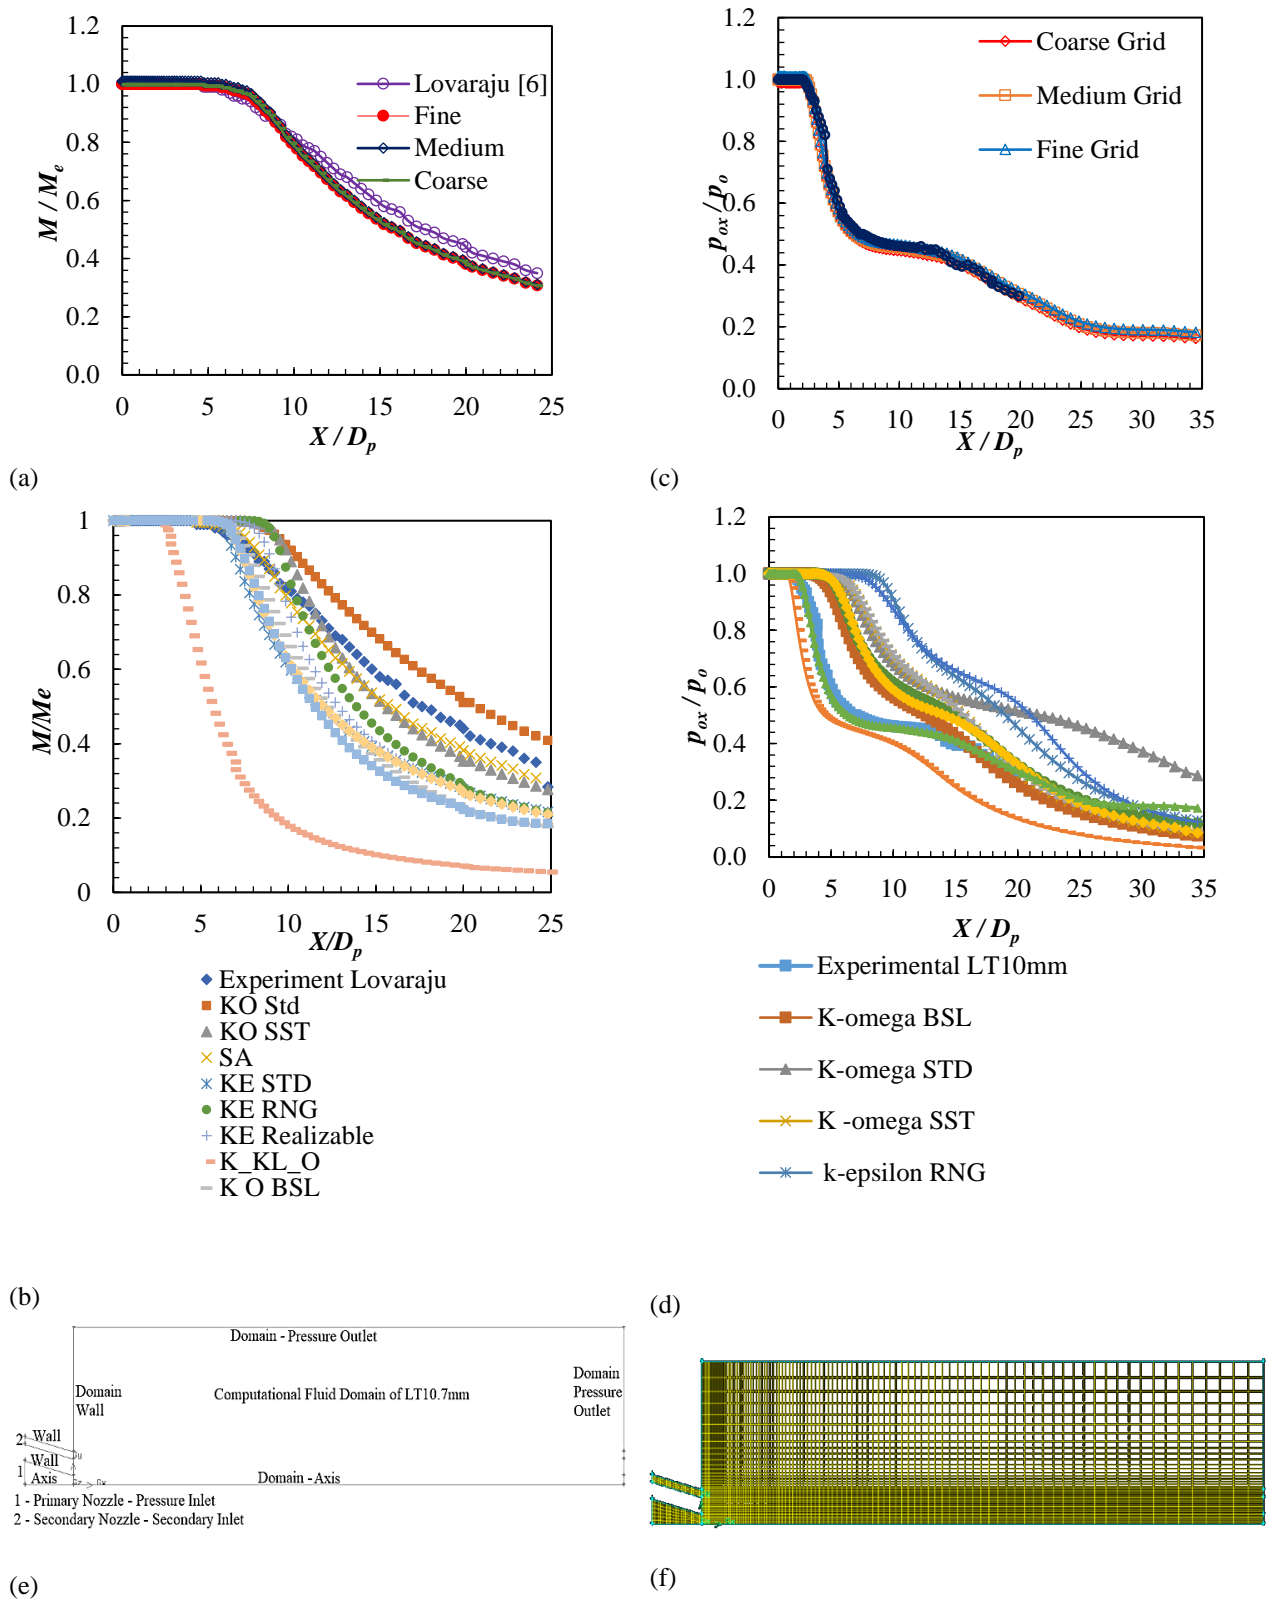 1.2
1.0
0.8
0.6
0.4
0.2
0.0
M / Me
0 5 10 15 20 25
X / Dp
Lovaraju [6]
Fine
Medium
Coarse
(a)
1.2
1.0
0.8
0.6
0.4
0.2
0.0
pox / po
0 5 10 15 20 25 30 35
X / Dp
Coarse Grid
Medium Grid
Fine Grid
(c)
1
0.8
0.6
0.4
0.2
0
M/Me
0 5 10 15 20 25
X/Dp
Experiment Lovaraju
KO Std
KO SST
SA
KE STD
KE RNG
KE Realizable
K_KL_O
K O BSL
(b)
1.2
1.0
0.8
0.6
0.4
0.2
0.0
pox / po
0 5 10 15 20 25 30 35
X / Dp
Experimental LT10mm
K-omega BSL
K-omega STD
K -omega SST
k-epsilon RNG
(d)
Domain - Pressure Outlet
Domain
Wall
Computational Fluid Domain of LT10.7mm
Domain
Pressure
Outlet
2 Wall
Wall
1 Axis
Domain -Axis
1 - Primary Nozzle - Pressure Inlet
2 - Secondary Nozzle - Secondary Inlet
(e)
(f)